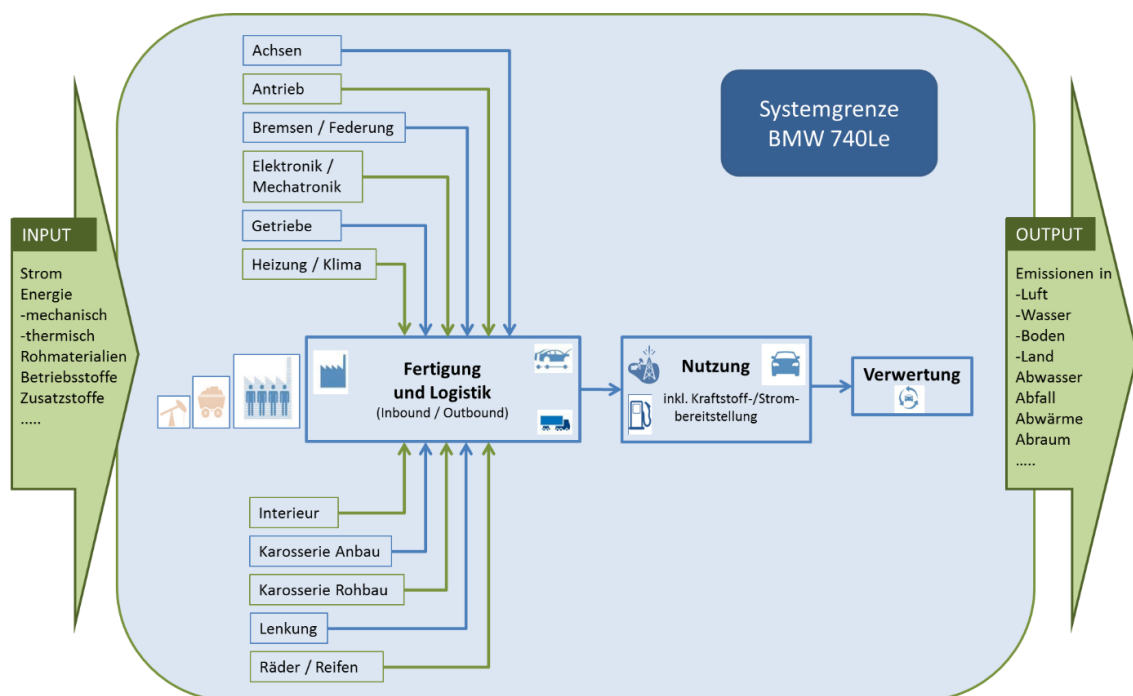 Systemgrenze
BMW 740Le
Achsen
Antrieb
Bremsen / Federung
Elektronik /
Mechatronik
Getriebe
Heizung / Klima
INPUT
Strom
Energie
-mechanisch
-thermisch
Rohmaterialien
Betriebsstoffe
Zusatzstoffe
.....
Fertigung
und Logistik
(Inbound / Outbound)
Nutzung
inkl. Kraftstoff-/Strom-
bereitstellung
Verwertung
Interieur
Karosserie Anbau
Karosserie Rohbau
Lenkung
Räder / Reifen
OUTPUT
Emissionen in
-Luft
-Wasser
-Boden
-Land
Abwasser
Abfall
Abwärme
Abraum
.....